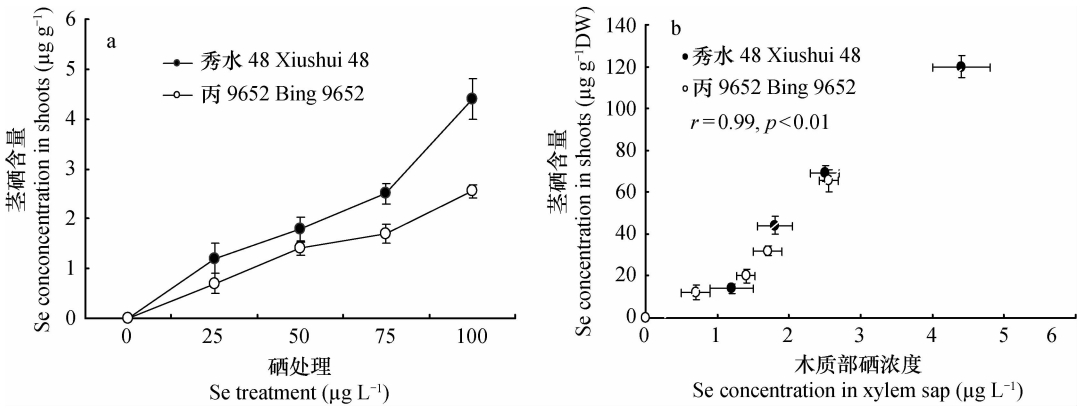 a
秀水 48 Xiushui 48
丙 9652 Bing 9652
茎硒含量
Se conconcentration in shoots (μg g⁻¹)
6
5
4
3
2
1
0
0 25 50 75 100
硒处理
Se treatment (μg L⁻¹)
b
秀水 48 Xiushui 48
丙 9652 Bing 9652
r=0.99, p<0.01
茎硒含量
Se concentration in shoots (μg g⁻¹DW)
140
120
100
80
60
40
20
0
1 2 3 4 5 6
木质部硒浓度
Se concentration in xylem sap (μg L⁻¹)